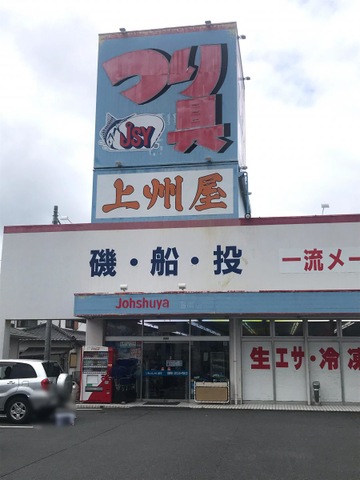 つり具
JSY
上州屋
磯・船・投
一流メー
Johshuya
生エサ・冷凍